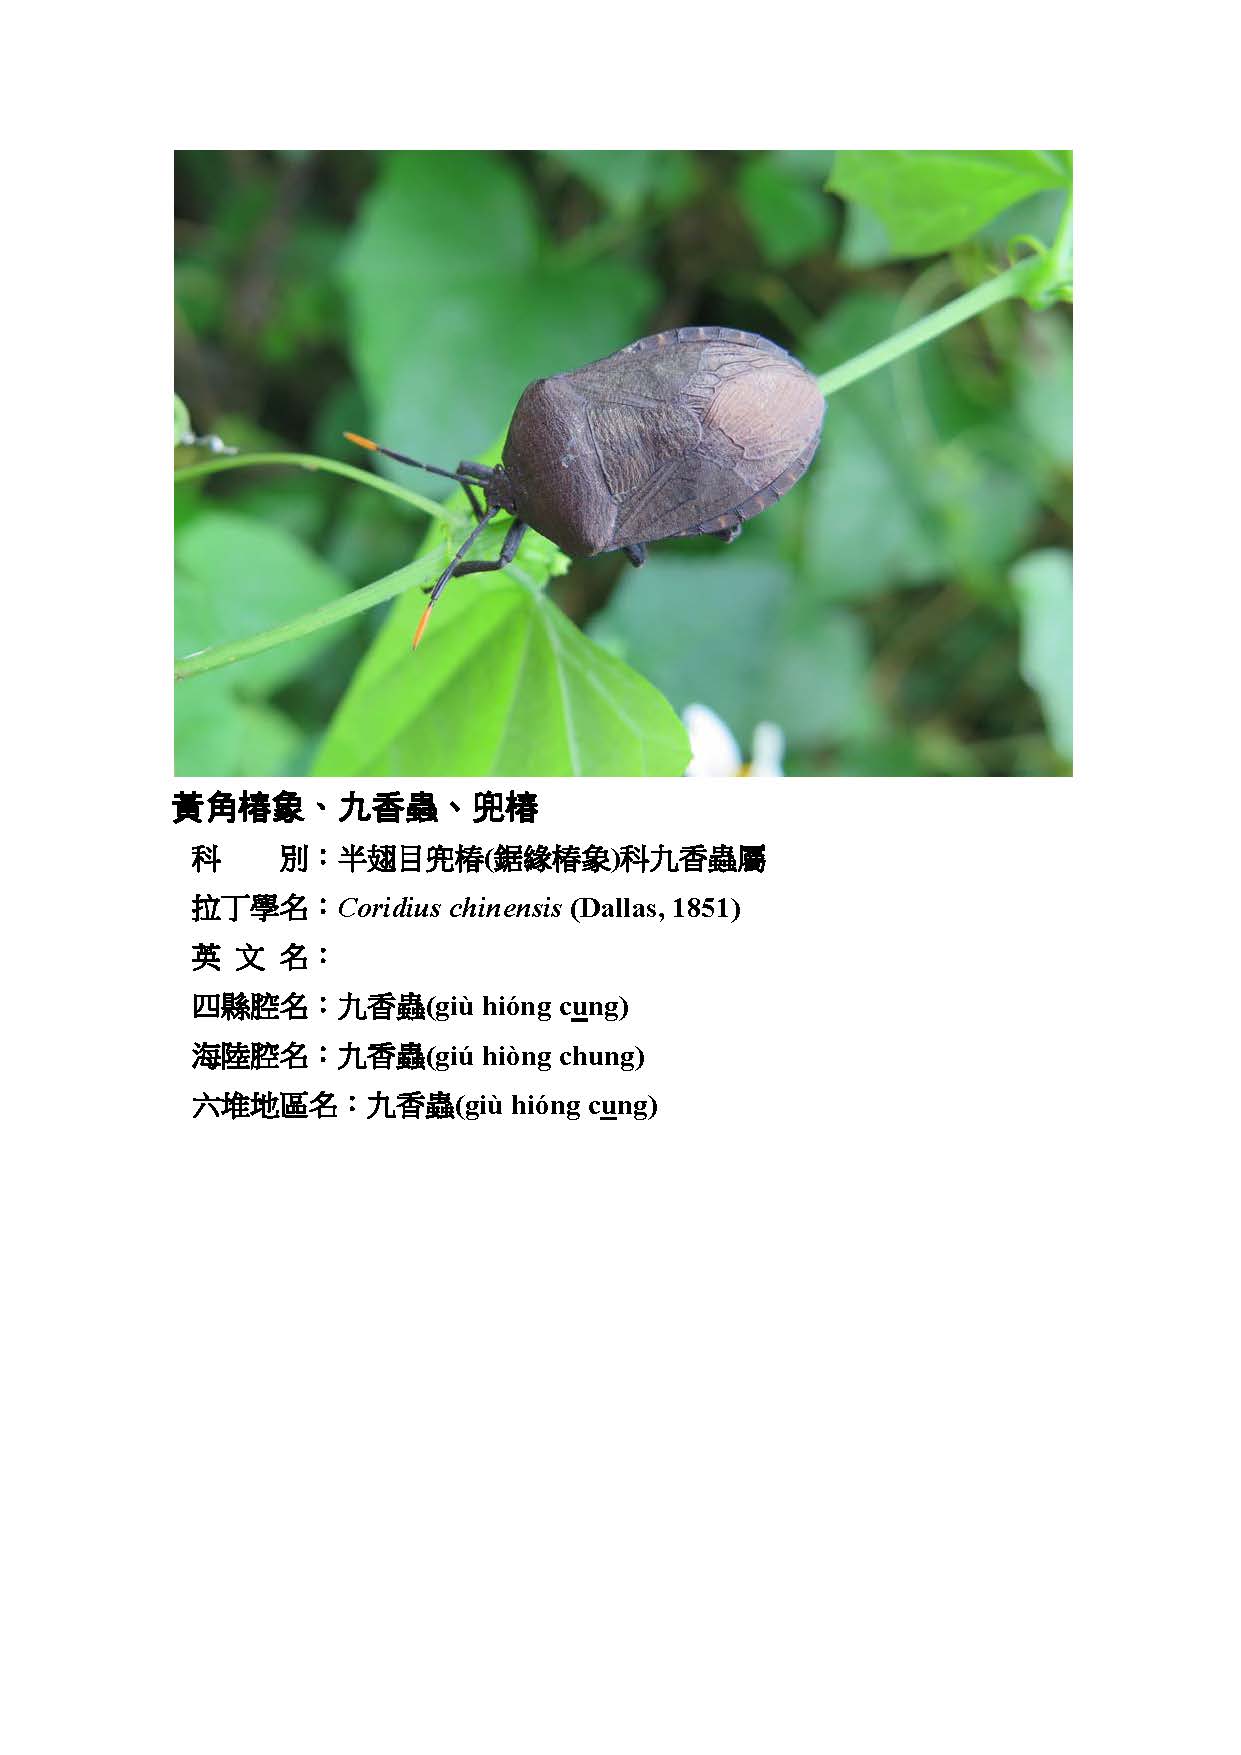 黃角椿象、九香蟲、兜椿
科　　別：半翅目兜椿(鋸緣椿象)科九香蟲屬
拉丁學名：Coridius chinensis (Dallas, 1851)
英 文 名：
四縣腔名：九香蟲(giù hióng cung)
海陸腔名：九香蟲(giú hiòng chung)
六堆地區名：九香蟲(giù hióng cung)